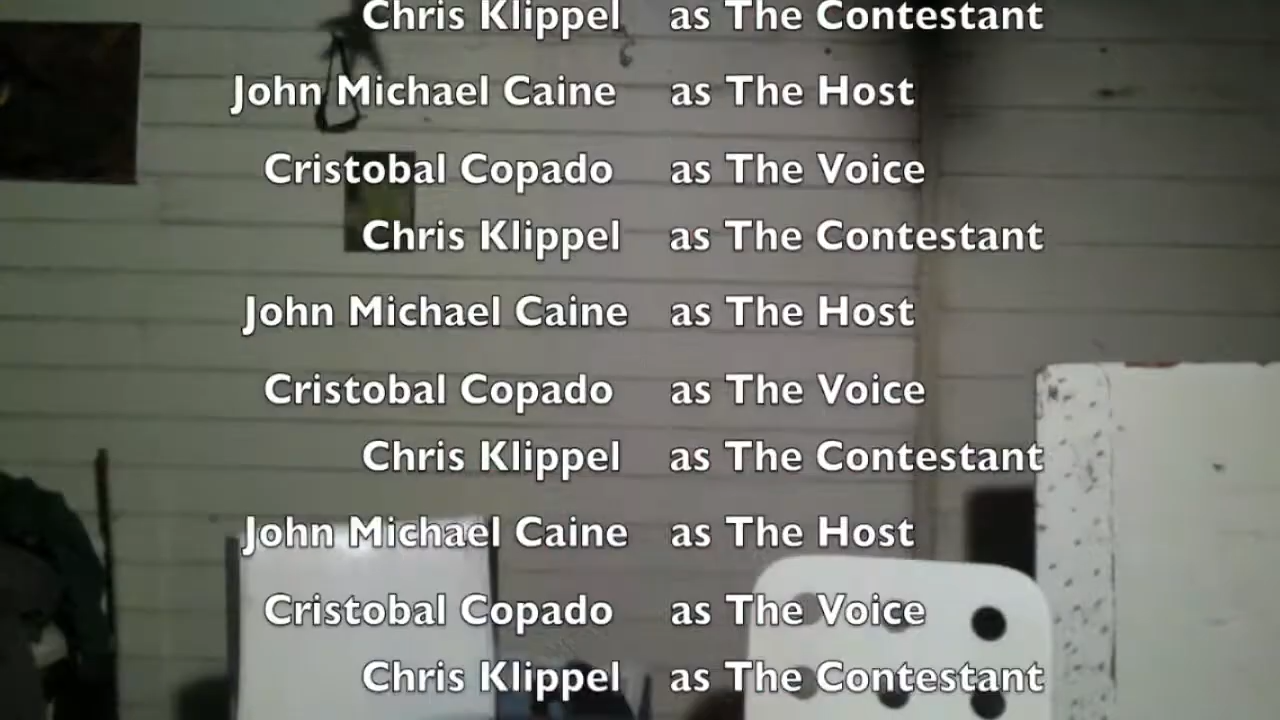 Chris Klippel as The Contestant
John Michael Caine as The Host
Cristobal Copado as The Voice
Chris Klippel as The Contestant
John Michael Caine as The Host
Cristobal Copado as The Voice
Chris Klippel as The Contestant
John Michael Caine as The Host
Cristobal Copado as The Voice
Chris Klippel as The Contestant